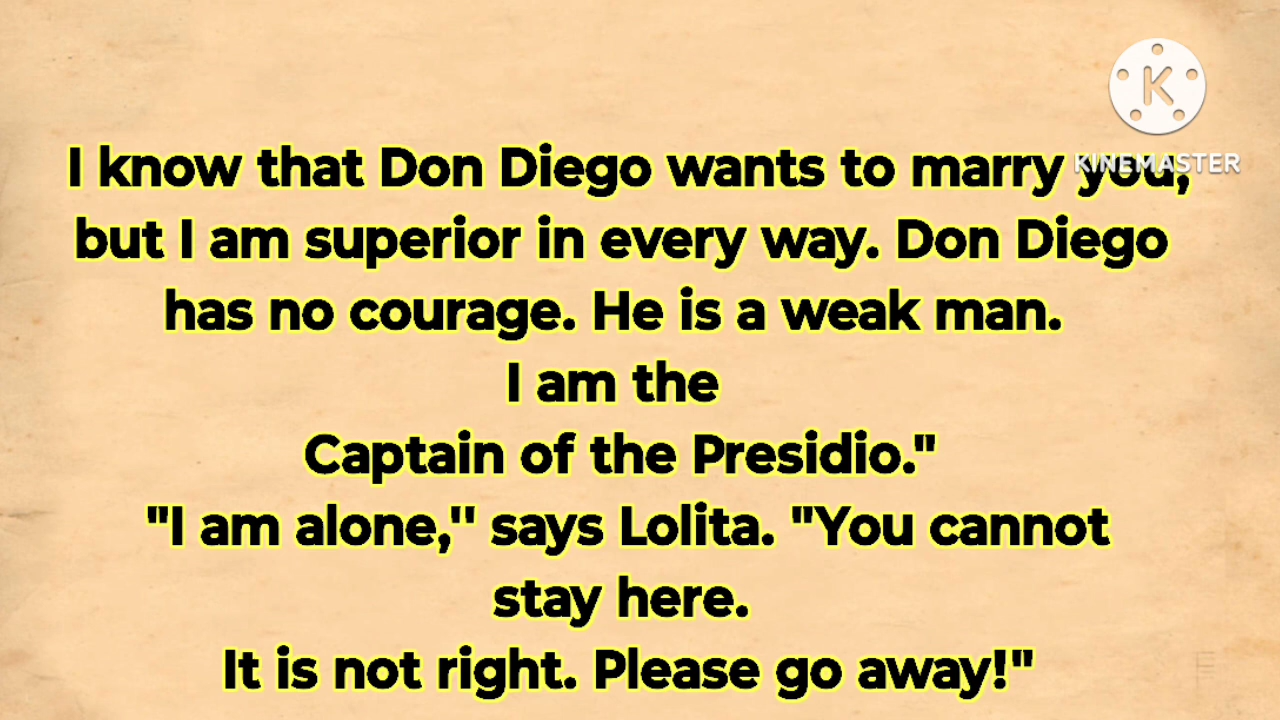 K
KINEMASTER
I know that Don Diego wants to marry you,
but I am superior in every way. Don Diego
has no courage. He is a weak man.
I am the
Captain of the Presidio."
"I am alone,'' says Lolita. "You cannot
stay here.
It is not right. Please go away!"